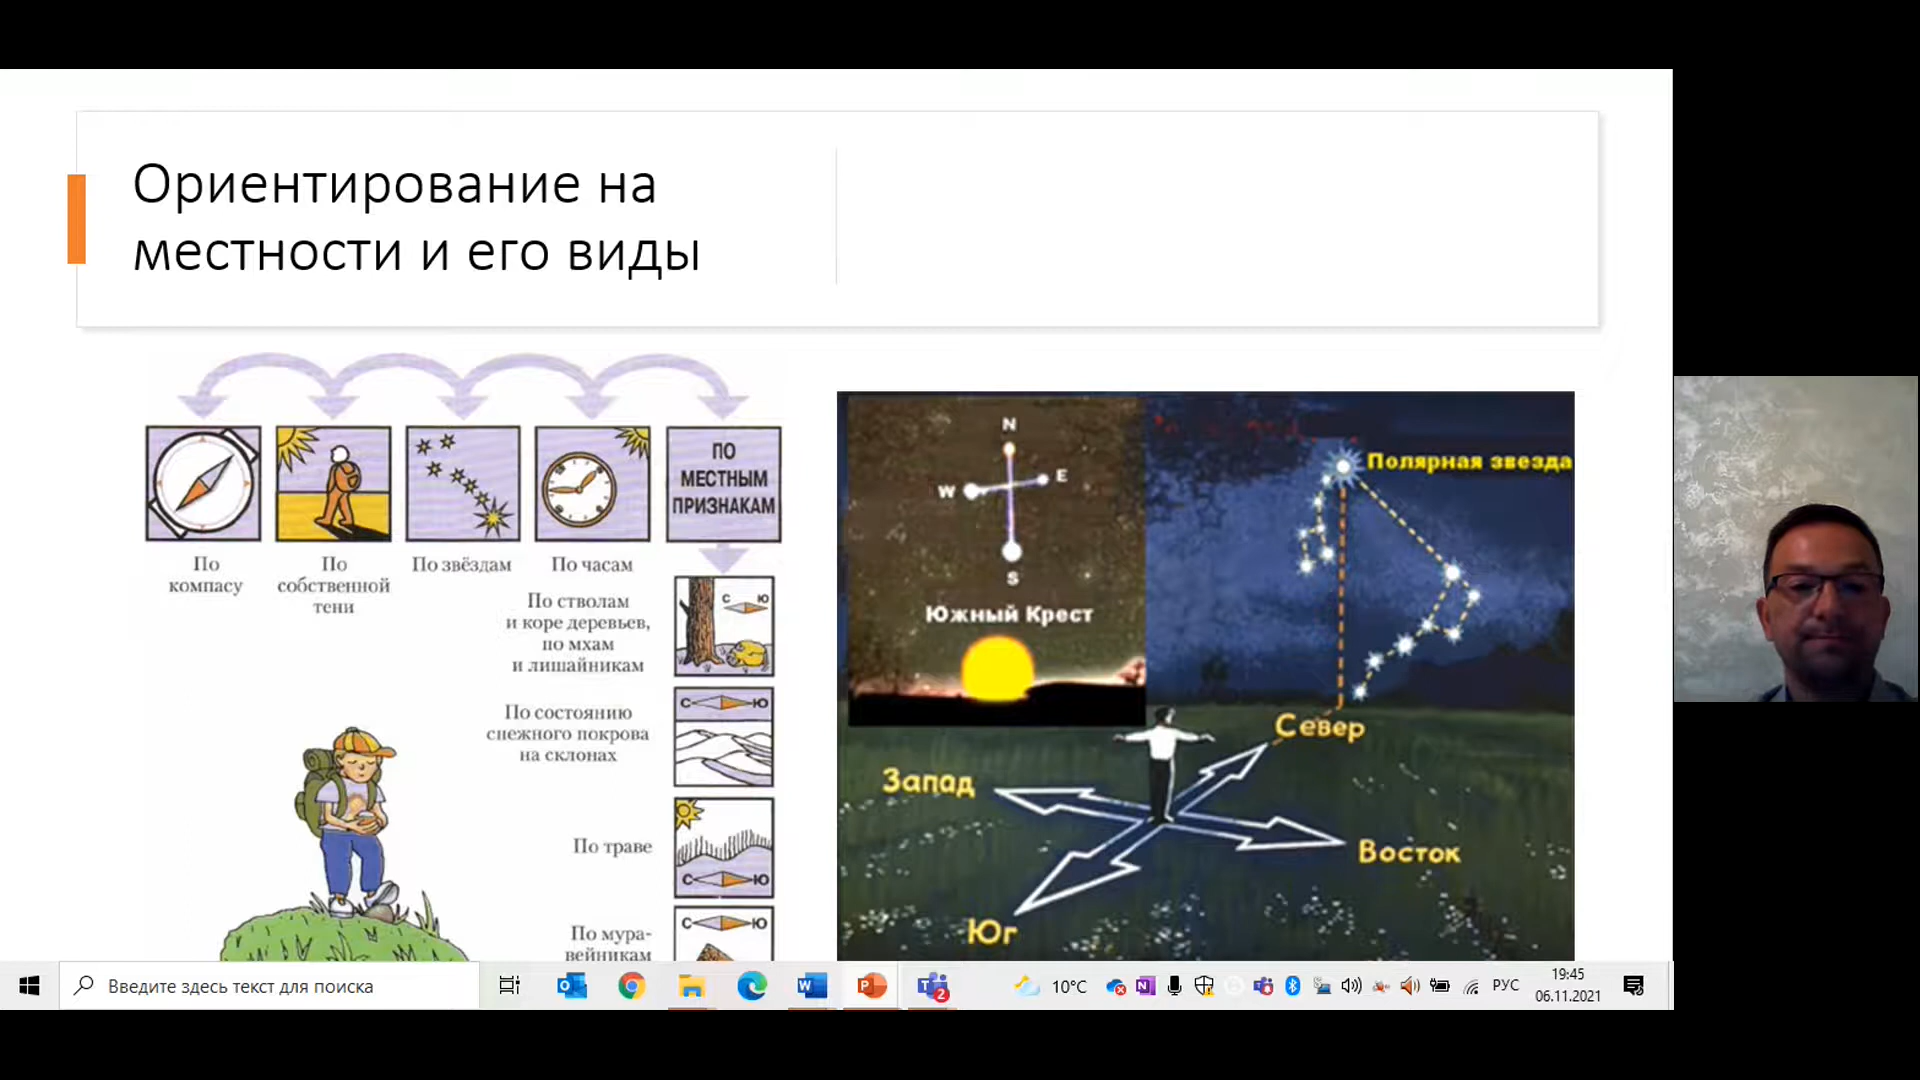 Ориентирование на
местности и его виды
По
компасу
По
собственной
тени
По звёздам
По часам
ПО
МЕСТНЫМ
ПРИЗНАКАМ
По стволам
и коре деревьев,
по мхам
и лишайникам
С Ю
По состоянию
снежного покрова
на склонах
С Ю
По траве
С Ю
По мура-
вейникам
С Ю
N
W E
S
Южный Крест
Полярная звезда
Север
Запад
Восток
Юг
Введите здесь текст для поиска
2
10°C
РУС
19:45
06.11.2021